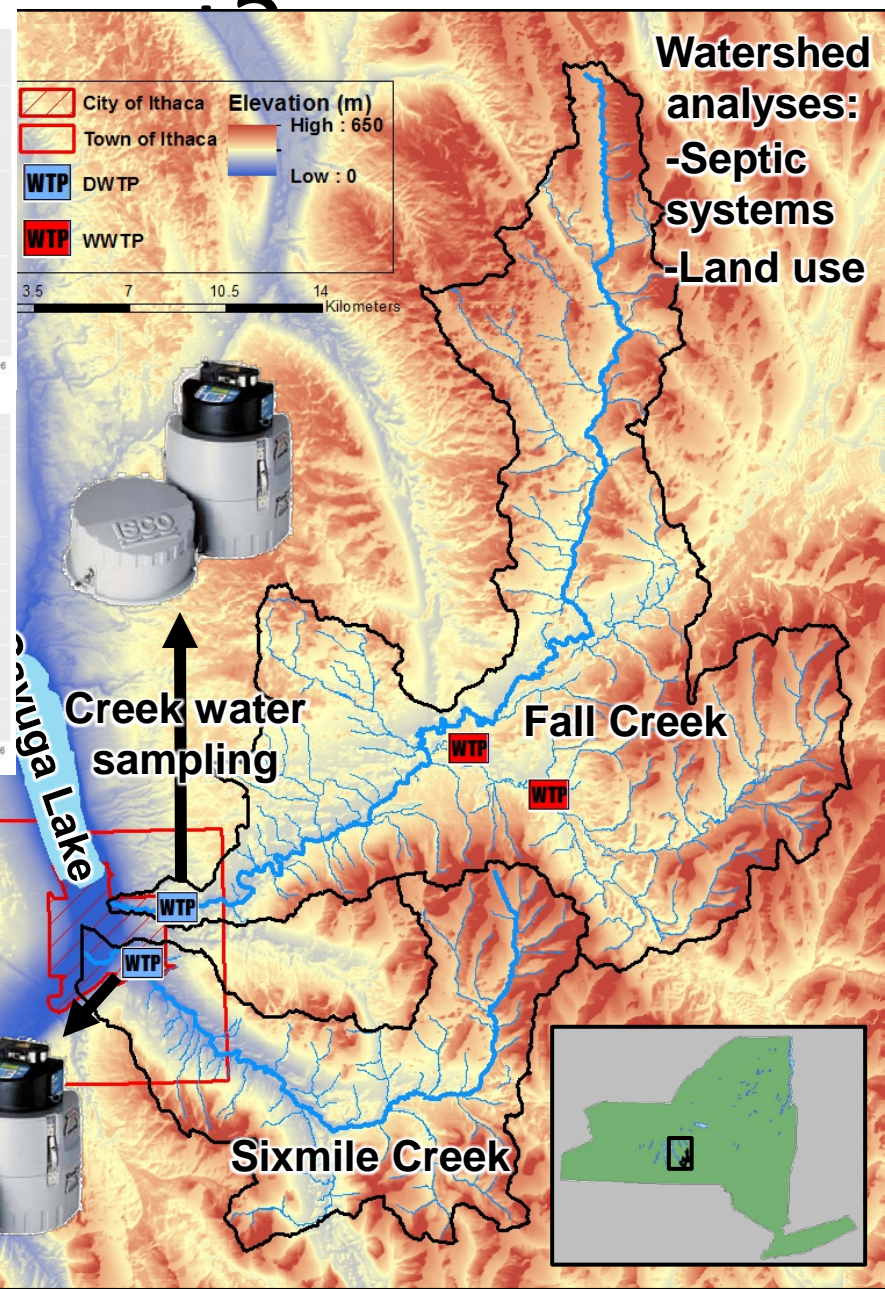 Watershed
analyses:
-Septic
systems
-Land use
City of Ithaca
Town of Ithaca
WTP DWTP
WTP WWTP
Elevation (m)
High : 650
Low : 0
3.5 7 10.5 14
Kilometers
ISCO
Creek water
sampling
Cayuga Lake
Fall Creek
WTP
WTP
WTP
WTP
Sixmile Creek